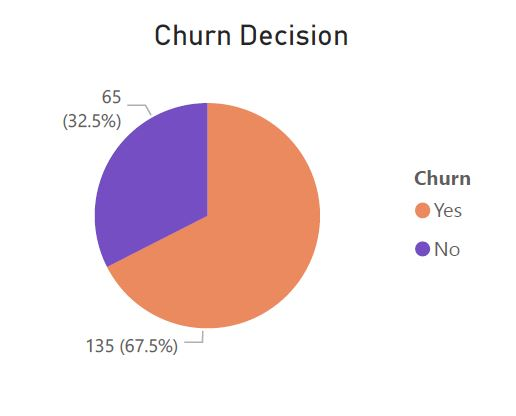 Churn Decision
65
(32.5%)
Churn
Yes
No
135 (67.5%)